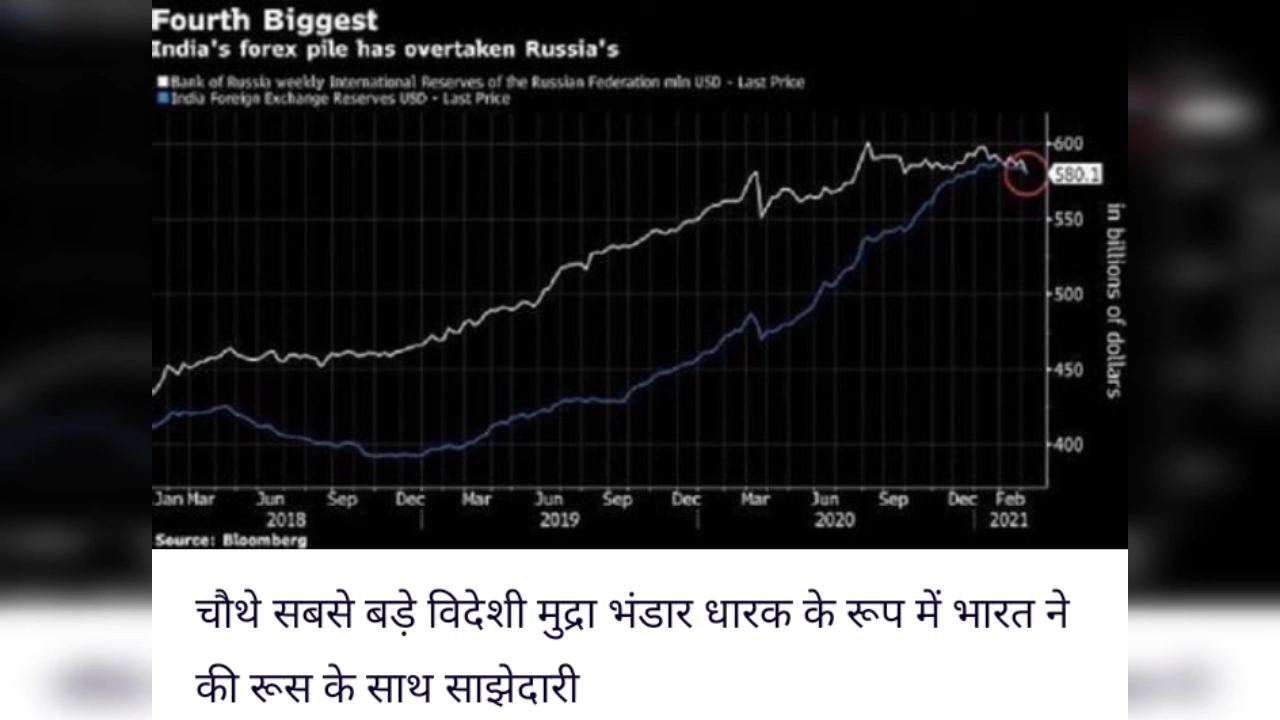 Fourth Biggest
India's forex pile has overtaken Russia's
Bank of Russia weekly International Reserves of the Russian Federation mln USD - Last Price
India Foreign Exchange Reserves USD - Last Price
600
580.1
550
500
450
400
in billions of dollars
Jan Mar Jun Sep Dec Mar Jun Sep Dec Mar Jun Sep Dec Feb
2018 2019 2020 2021
Source: Bloomberg
चौथे सबसे बड़े विदेशी मुद्रा भंडार धारक के रूप में भारत ने
की रूस के साथ साझेदारी